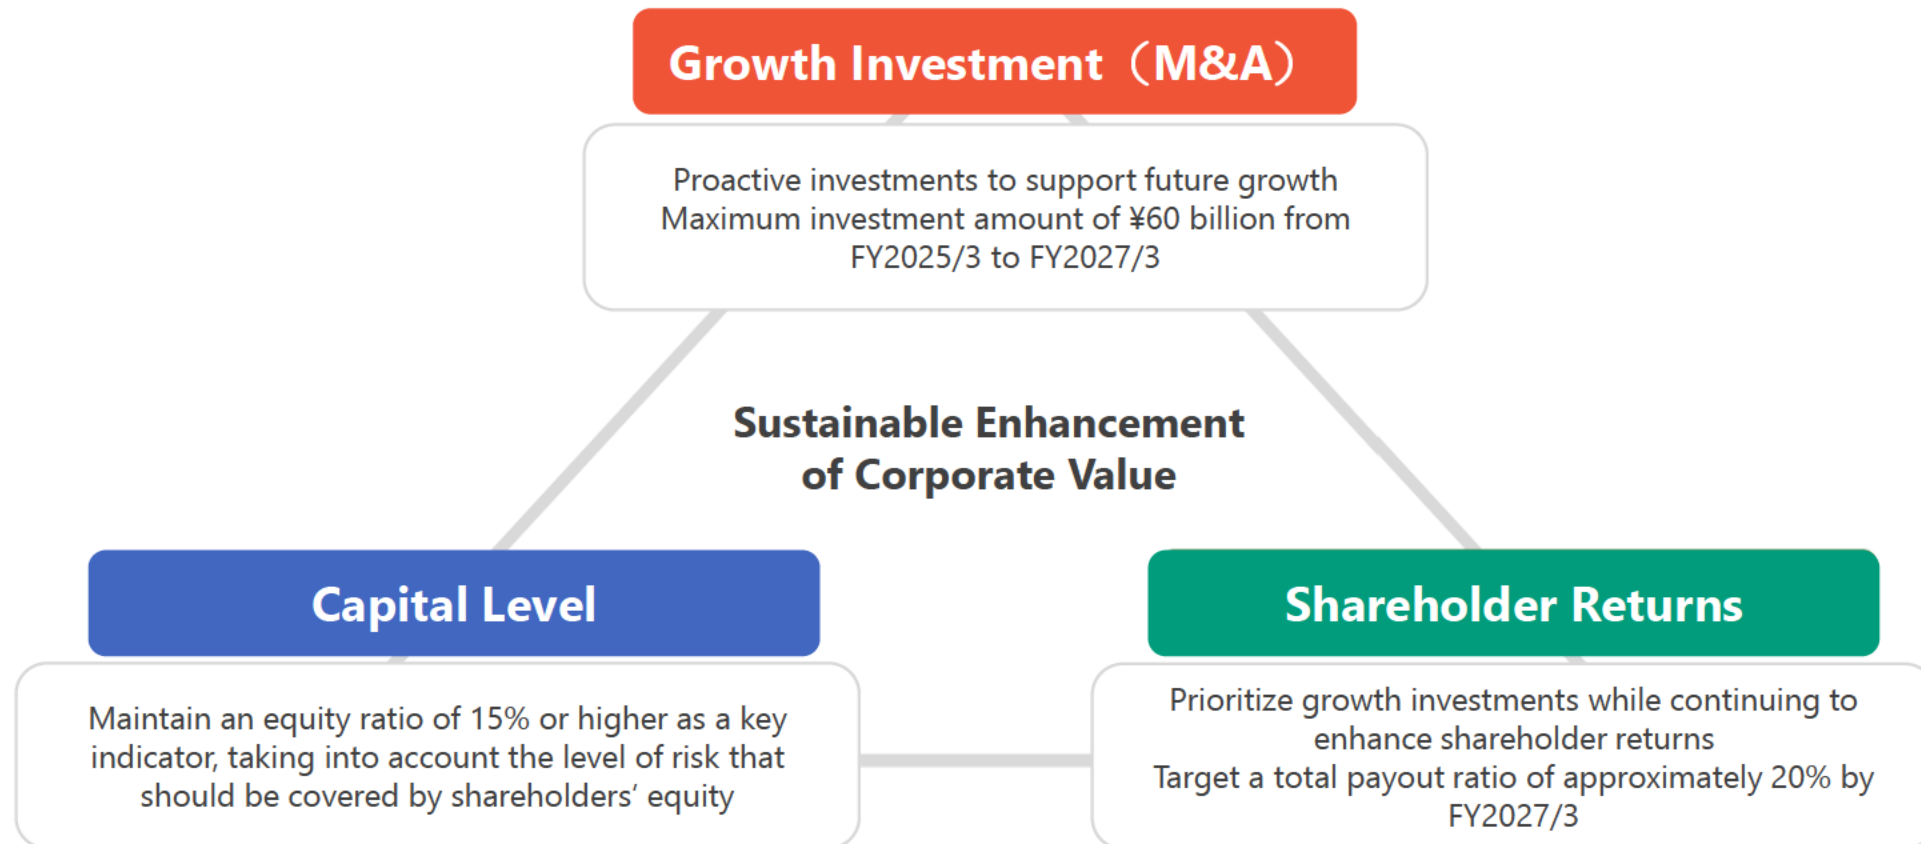 Growth Investment（M&A）
Proactive investments to support future growth
Maximum investment amount of ¥60 billion from
FY2025/3 to FY2027/3
Sustainable Enhancement
of Corporate Value
Capital Level
Maintain an equity ratio of 15% or higher as a key
indicator, taking into account the level of risk that
should be covered by shareholders’ equity
Shareholder Returns
Prioritize growth investments while continuing to
enhance shareholder returns
Target a total payout ratio of approximately 20% by
FY2027/3